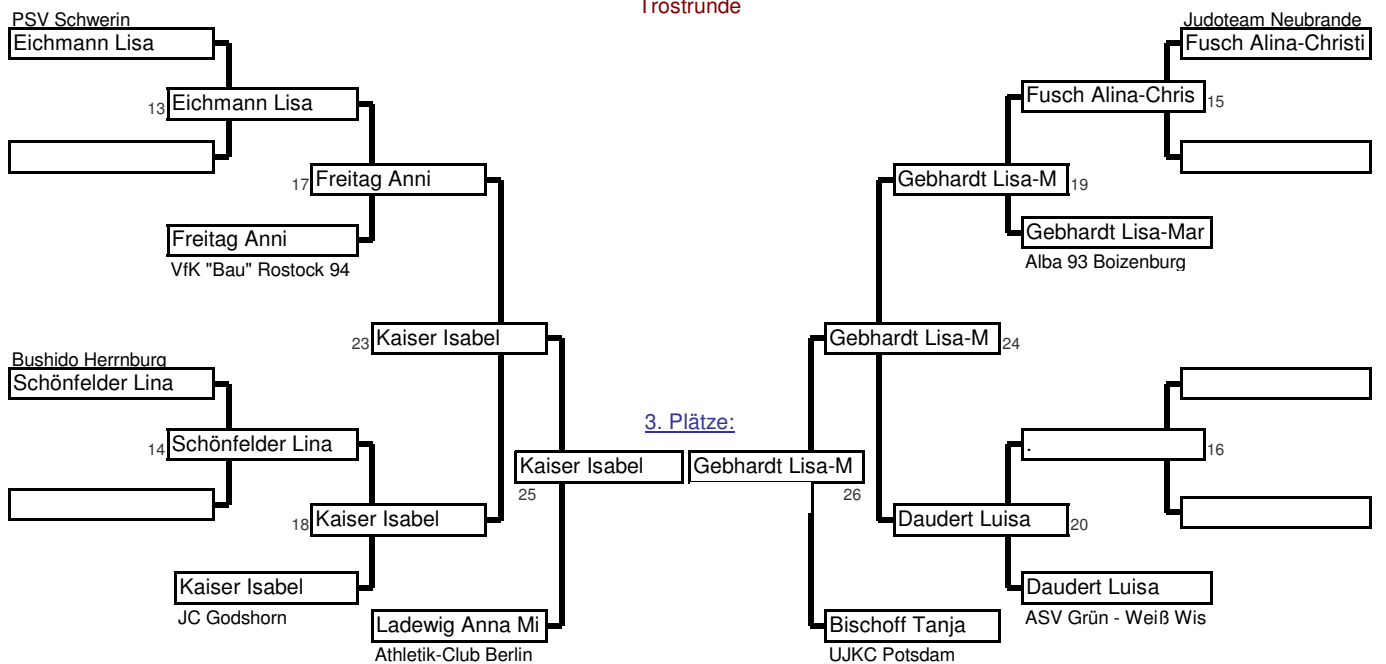 Trostrunde
PSV Schwerin
Judoteam Neubrande
Eichmann Lisa
Fusch Alina-Christi
13 Eichmann Lisa
Fusch Alina-Chris 15
17 Freitag Anni
Gebhardt Lisa-M 19
Freitag Anni
Gebhardt Lisa-Mar
VfK "Bau" Rostock 94
Alba 93 Boizenburg
23 Kaiser Isabel
Gebhardt Lisa-M 24
Bushido Herrnburg
Schönfelder Lina
3. Plätze:
14 Schönfelder Lina
. 16
Kaiser Isabel
Gebhardt Lisa-M
25
26
18 Kaiser Isabel
Daudert Luisa 20
Kaiser Isabel
Daudert Luisa
JC Godshorn
ASV Grün - Weiß Wis
Ladewig Anna Mi
Bischoff Tanja
Athletik-Club Berlin
UJKC Potsdam